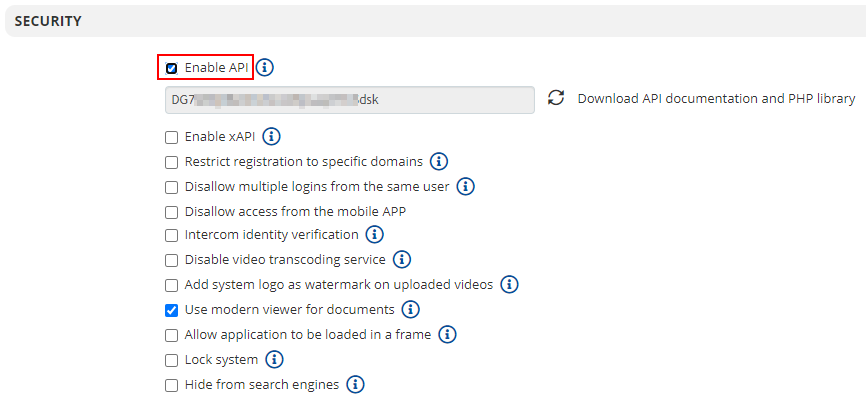 SECURITY
Enable API
DG7 dsk Download API documentation and PHP library
Enable xAPI
Restrict registration to specific domains
Disallow multiple logins from the same user
Disallow access from the mobile APP
Intercom identity verification
Disable video transcoding service
Add system logo as watermark on uploaded videos
Use modern viewer for documents
Allow application to be loaded in a frame
Lock system
Hide from search engines